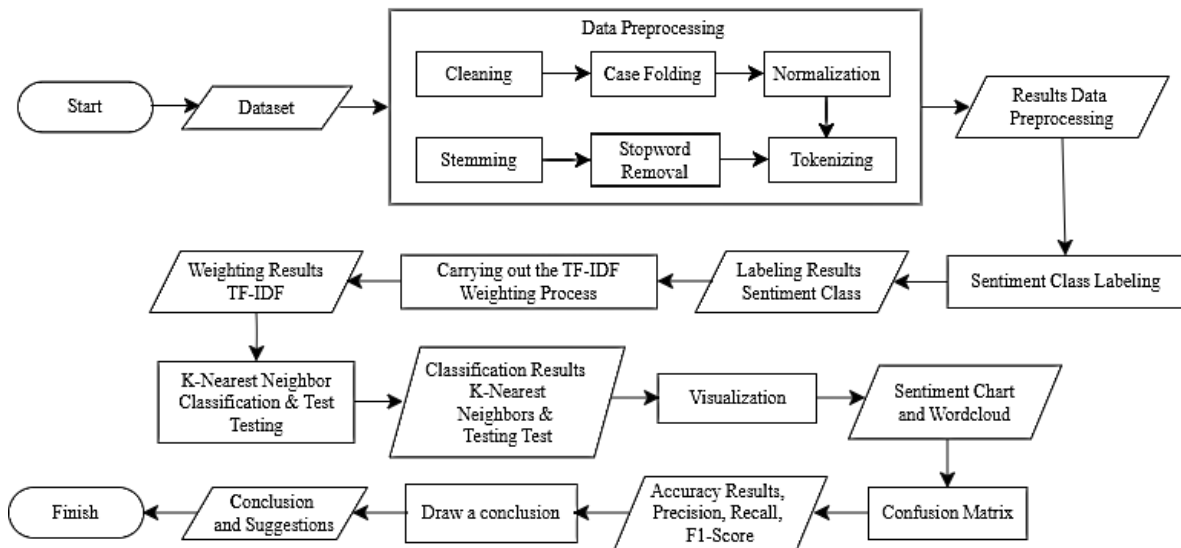 Data Preprocessing
Cleaning
Case Folding
Normalization
Start
Dataset
Results Data
Preprocessing
Stemming
Stopword
Removal
Tokenizing
Weighting Results
TF-IDF
Carrying out the TF-IDF
Weighting Process
Labeling Results
Sentiment Class
Sentiment Class Labeling
K-Nearest Neighbor
Classification & Test
Testing
Classification Results
K-Nearest
Neighbors &
Testing Test
Visualization
Sentiment Chart
and Wordcloud
Finish
Conclusion
and Suggestions
Draw a conclusion
Accuracy Results,
Precision, Recall,
F1-Score
Confusion Matrix